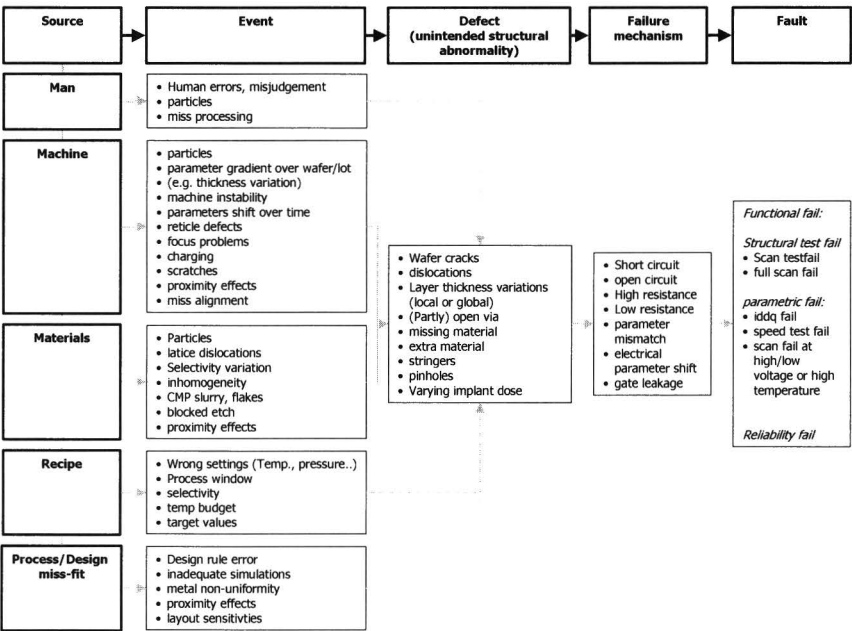 Source
Event
Defect
(unintended structural
abnormality)
Failure
mechanism
Fault
Man
• Human errors, misjudgement
• particles
• miss processing
Machine
• particles
• parameter gradient over wafer/lot
• (e.g. thickness variation)
• machine instability
• parameters shift over time
• reticle defects
• focus problems
• charging
• scratches
• proximity effects
• miss alignment
Materials
• Particles
• latice dislocations
• Selectivity variation
• inhomogeneity
• CMP slurry, flakes
• blocked etch
• proximity effects
Recipe
• Wrong settings (Temp., pressure..)
• Process window
• selectivity
• temp budget
• target values
Process/Design
miss-fit
• Design rule error
• inadequate simulations
• metal non-uniformity
• proximity effects
• layout sensitivties
• Wafer cracks
• dislocations
• Layer thickness variations
(local or global)
• (Partly) open via
• missing material
• extra material
• stringers
• pinholes
• Varying implant dose
• Short circuit
• open circuit
• High resistance
• Low resistance
• parameter
mismatch
• electrical
parameter shift
• gate leakage
Functional fail:
Structural test fail
• Scan testfail
• full scan fail
parametric fail:
• iddq fail
• speed test fail
• scan fail at
high/low
voltage or high
temperature
Reliability fail